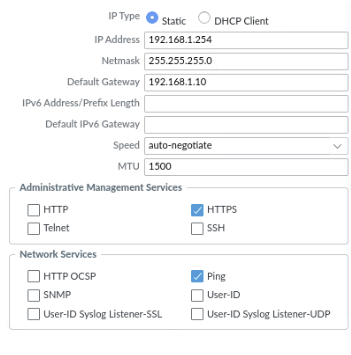 IP Type Static DHCP Client
IP Address 192.168.1.254
Netmask 255.255.255.0
Default Gateway 192.168.1.10
IPv6 Address/Prefix Length
Default IPv6 Gateway
Speed auto-negotiate
MTU 1500
Administrative Management Services
HTTP HTTPS
Telnet SSH
Network Services
HTTP OCSP Ping
SNMP User-ID
User-ID Syslog Listener-SSL User-ID Syslog Listener-UDP